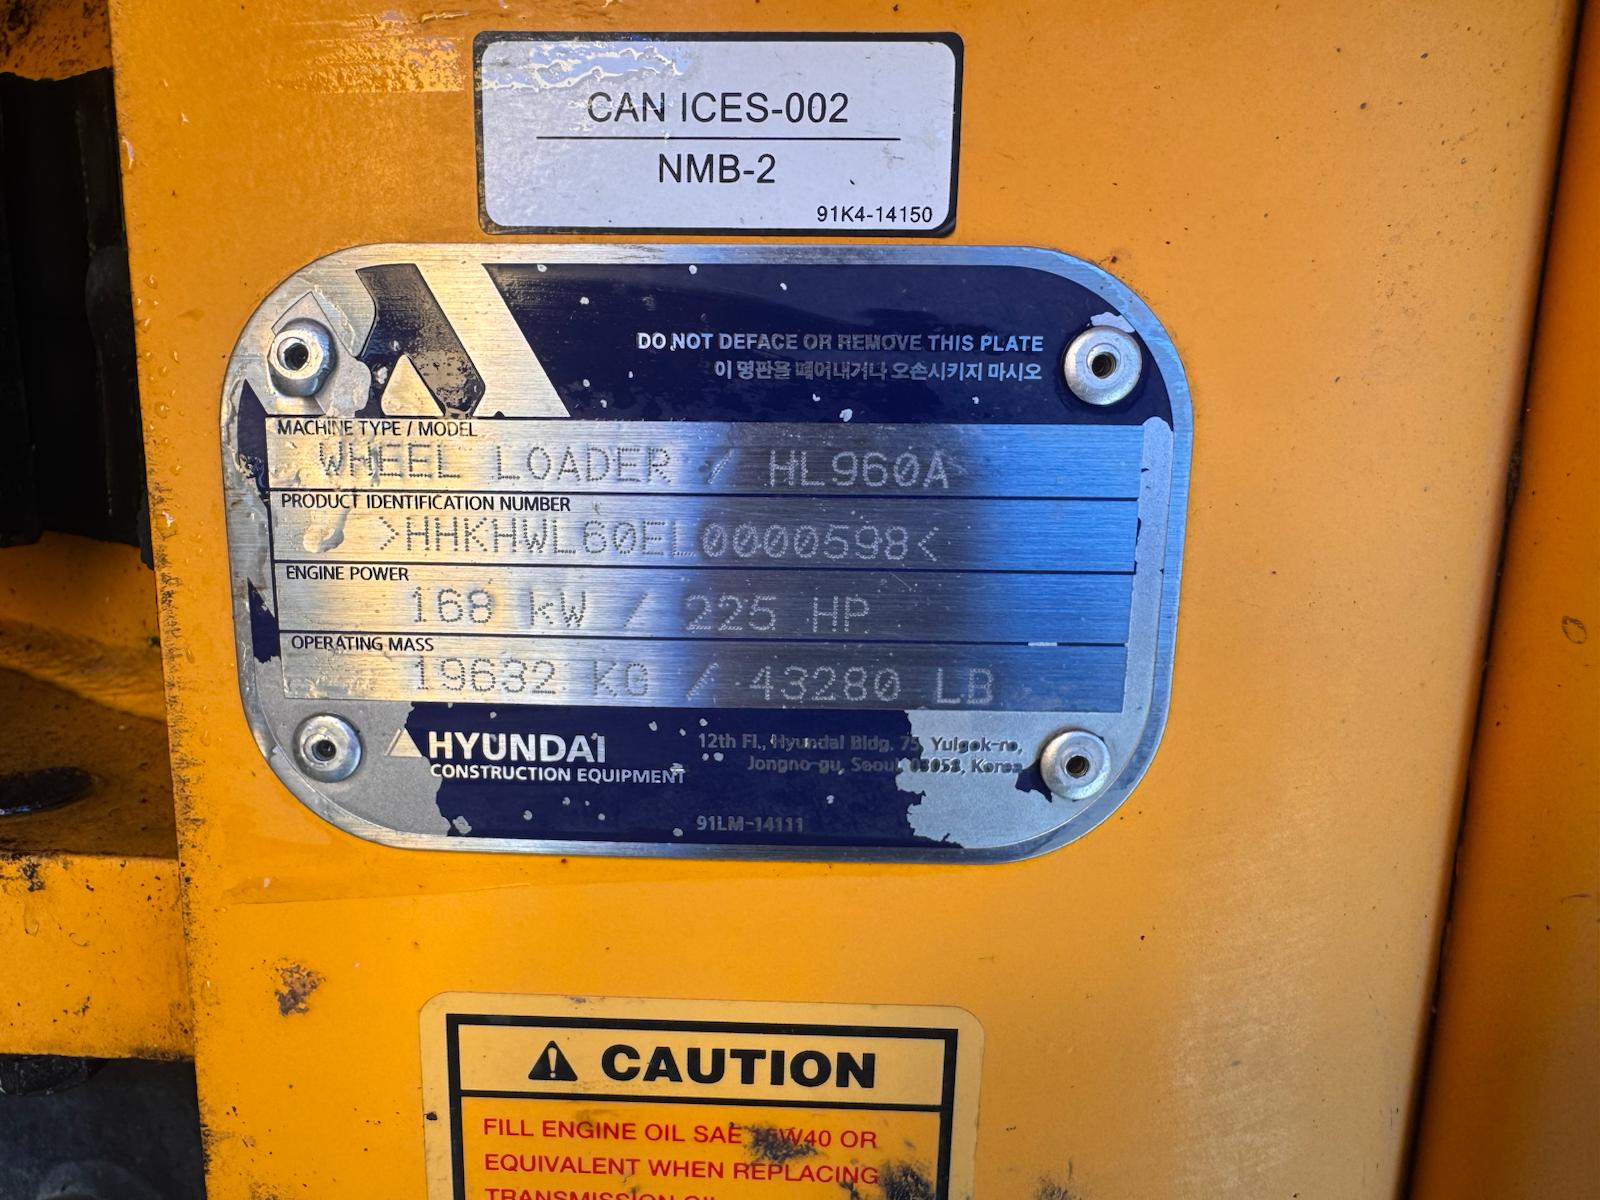 CAN ICES-002
NMB-2
91K4-14150
DO NOT DEFACE OR REMOVE THIS PLATE
이 명판을 떼어내거나 오손시키지 마시오
MACHINE TYPE / MODEL
WHEEL LOADER / HL960A
PRODUCT IDENTIFICATION NUMBER
>HHKHWL60EL0000598<
ENGINE POWER
168 kW / 225 HP
OPERATING MASS
19632 KG / 43280 LB
HYUNDAI
CONSTRUCTION EQUIPMENT
12th Fl., Hyundai Bldg. 75, Yulgok-ro,
Jongno-gu, Seoul 03058, Korea
91LM-14111
CAUTION
FILL ENGINE OIL SAE W40 OR
EQUIVALENT WHEN REPLACING
TRANSMISSION OIL